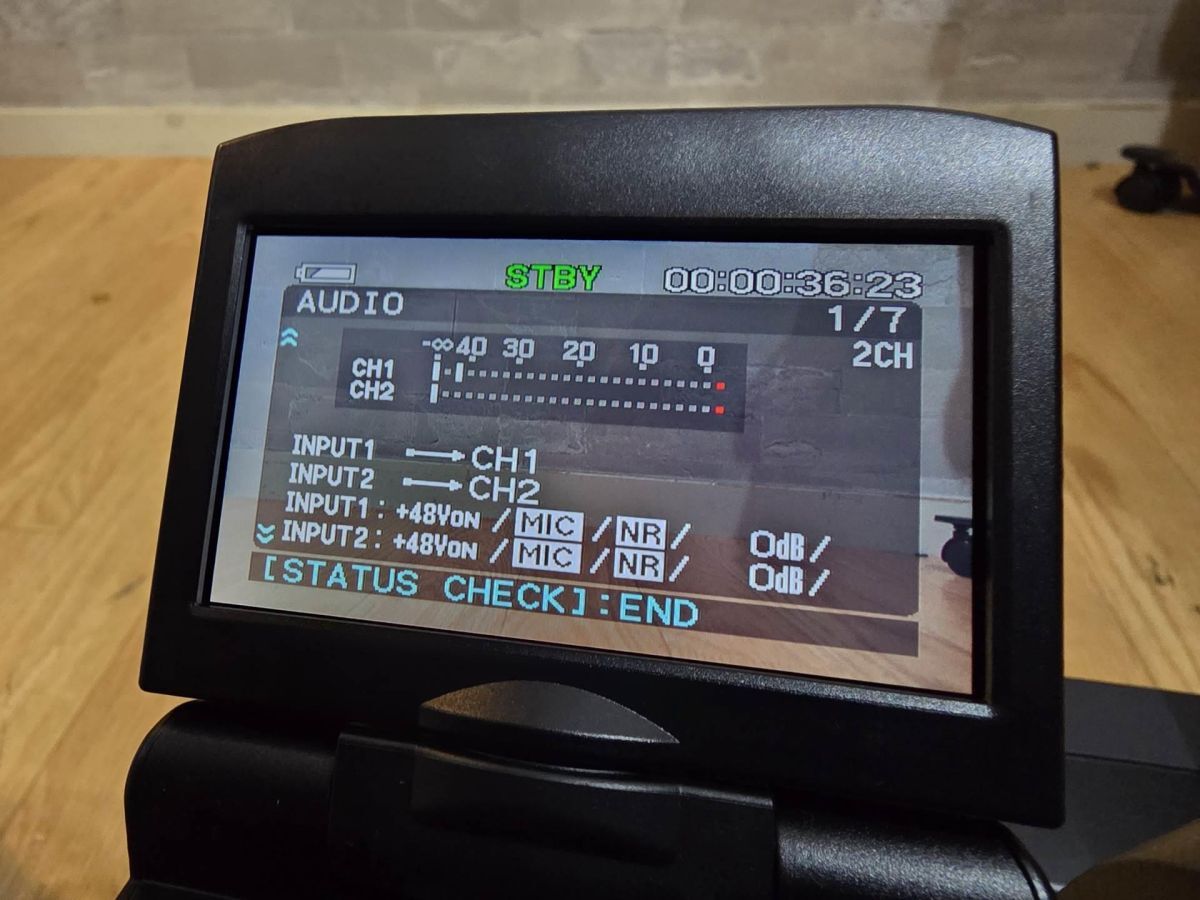 STBY 00:00:36:23
AUDIO 1/7
2CH
-∞ 40 30 20 10 0
CH1
CH2
INPUT1 → CH1
INPUT2 → CH2
INPUT1: +48VON / MIC / NR / 0dB /
INPUT2: +48VON / MIC / NR / 0dB /
[STATUS CHECK]:END